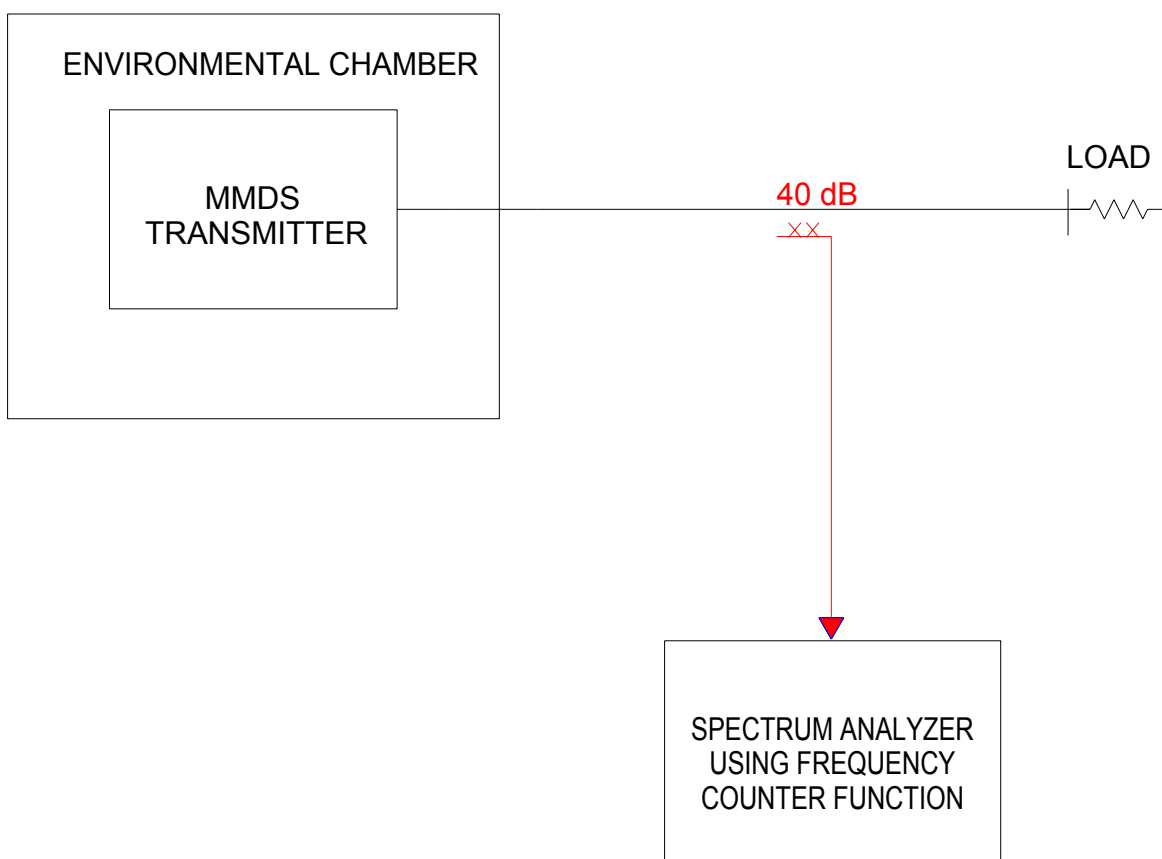 ENVIRONMENTAL CHAMBER
MMDS
TRANSMITTER
40 dB
LOAD
SPECTRUM ANALYZER
USING FREQUENCY
COUNTER FUNCTION